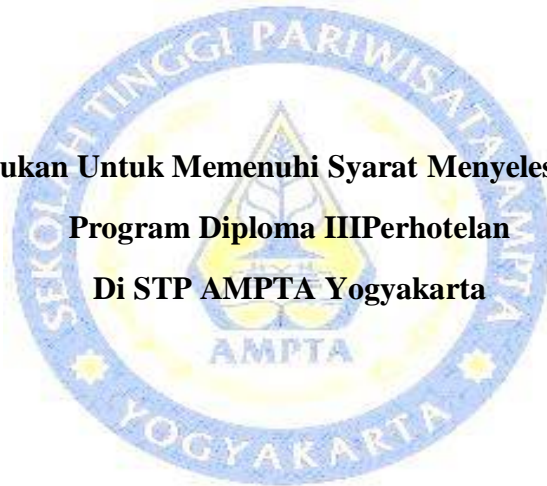 SEKOLAH TINGGI PARIWISATA AMPTA
ukan Untuk Memenuhi Syarat Menyeles
Program Diploma IIIPerhotelan
Di STP AMPTA Yogyakarta
AMPTA
YOGYAKARTA